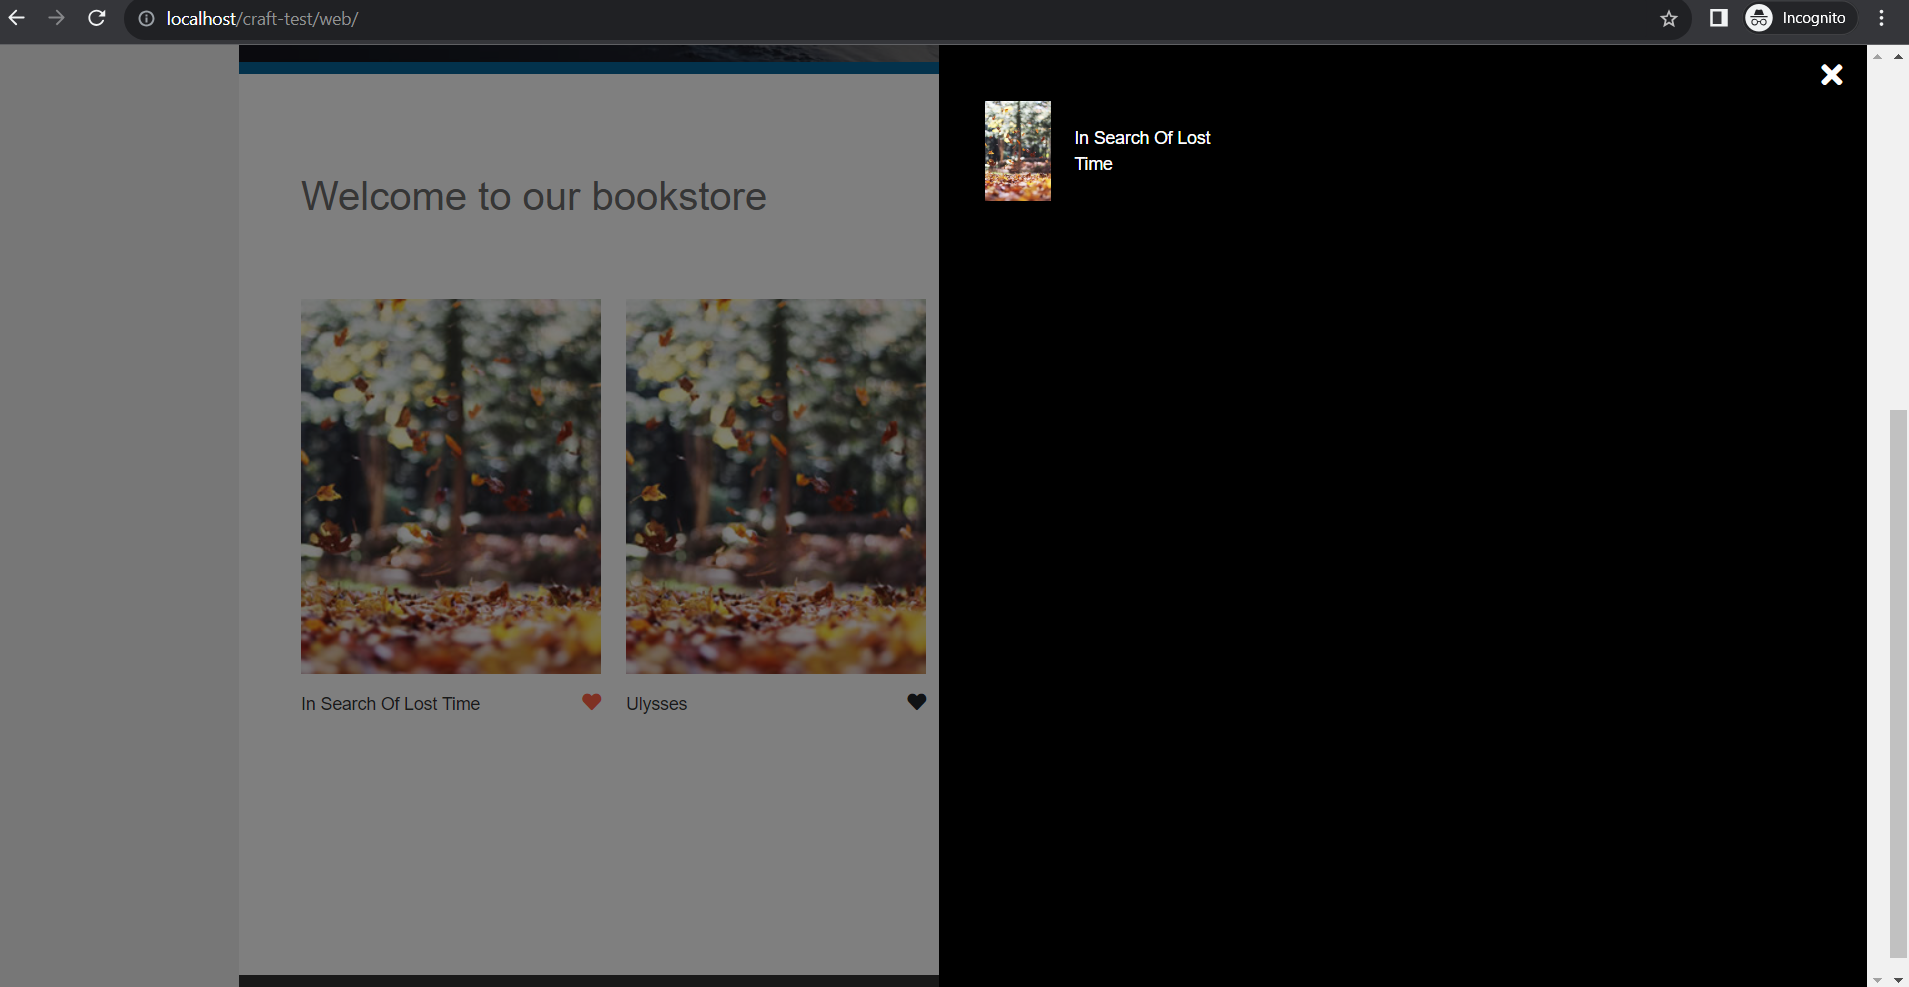 localhost/craft-test/web/
Incognito
Welcome to our bookstore
In Search Of Lost Time
Ulysses
In Search Of Lost
Time